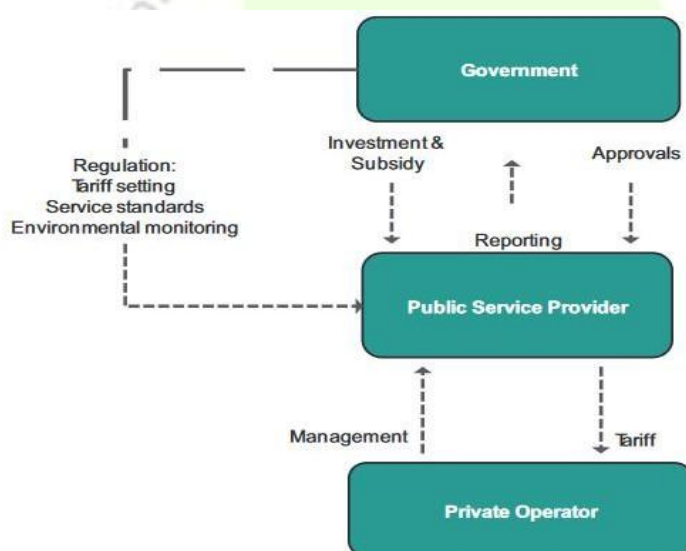 Government
Investment &
Subsidy
Approvals
Regulation:
Tariff setting
Service standards
Environmental monitoring
Reporting
Public Service Provider
Management
Tariff
Private Operator